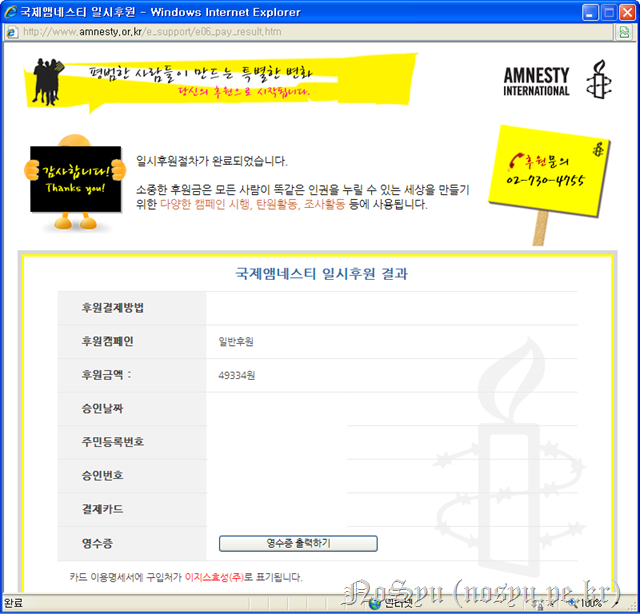 국제앰네스티 일시후원 - Windows Internet Explorer
http://www.amnesty.or.kr/e_support/e06_pay_result.htm
평범한 사람들이 만드는 특별한 변화
당신의 후원으로 시작됩니다.
AMNESTY
INTERNATIONAL
감사합니다!
Thanks you!
일시후원절차가 완료되었습니다.
소중한 후원금은 모든 사람이 똑같은 인권을 누릴 수 있는 세상을 만들기
위한 다양한 캠페인 시행, 탄원활동, 조사활동 등에 사용됩니다.
후원문의
02-730-4755
국제앰네스티 일시후원 결과
후원결제방법
후원캠페인 일반후원
후원금액 : 49334원
승인날짜
주민등록번호
승인번호
결제카드
영수증 영수증 출력하기
카드 이용명세서에 구입처가 이지스효성(주)로 표기됩니다.
NoSyu (nosyu.pe.kr)
완료 인터넷 100%